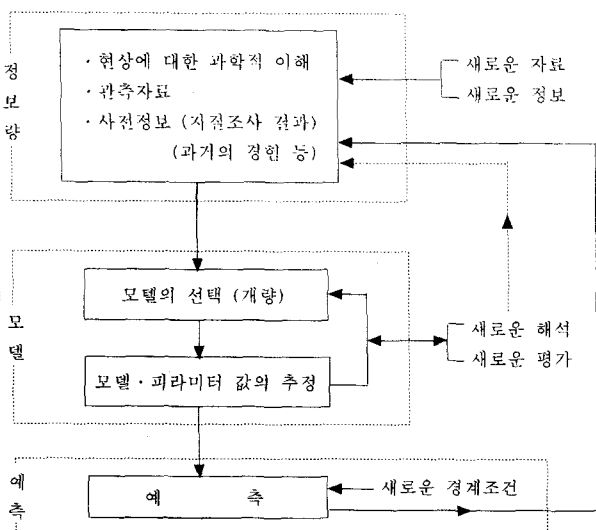 정보량
· 현상에 대한 과학적 이해
· 관측자료
· 사전정보 (지질조사 결과)
(과거의 경험 등)
새로운 자료
새로운 정보
모델
모델의 선택 (개량)
모델 · 파라미터 값의 추정
새로운 해석
새로운 평가
예측
예 측
새로운 경계조건